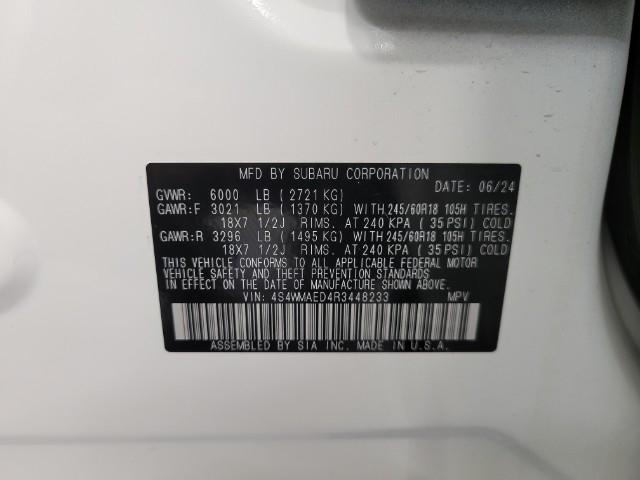 MFD BY SUBARU CORPORATION
DATE: 06/24
GVWR: 6000 LB (2721 KG)
GAWR:F 3021 LB (1370 KG) WITH 245/60R18 105H TIRES.
18X7 1/2J RIMS. AT 240 KPA (35 PSI) COLD
GAWR:R 3296 LB (1495 KG) WITH 245/60R18 105H TIRES.
18X7 1/2J RIMS. AT 240 KPA (35 PSI) COLD
THIS VEHICLE CONFORMS TO ALL APPLICABLE FEDERAL MOTOR
VEHICLE SAFETY AND THEFT PREVENTION STANDARDS
IN EFFECT ON THE DATE OF MANUFACTURE SHOWN ABOVE.
VIN: 4S4WMAED4R3448233 MPV
ASSEMBLED BY SIA INC. MADE IN U.S.A.